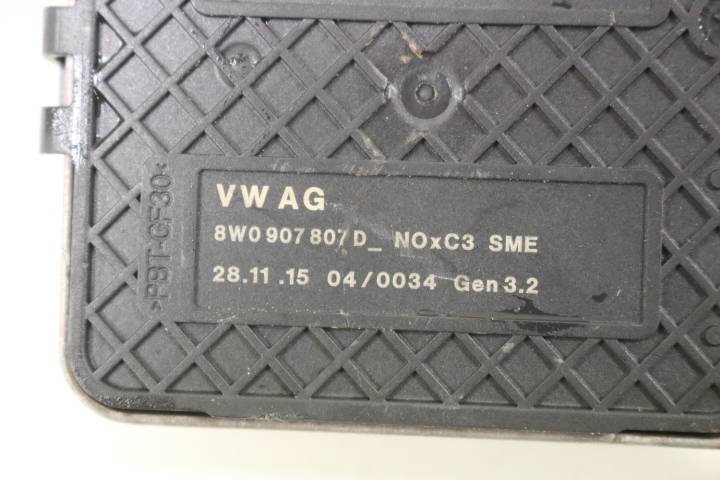 VW AG
8W0 907 807 D_ NOxC3 SME
28.11 .15 04/0034 Gen 3.2
>PBT-GF30<